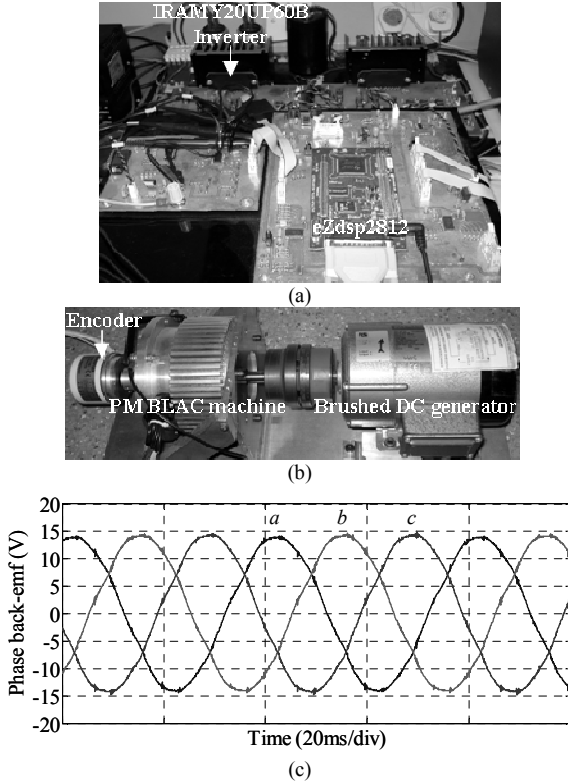 IRAMY20UP60B
Inverter
eZdsp2812
(a)
Encoder
PM BLAC machine
Brushed DC generator
(b)
20
15
10
5
0
-5
-10
-15
-20
Phase back-emf (V)
a b c
Time (20ms/div)
(c)